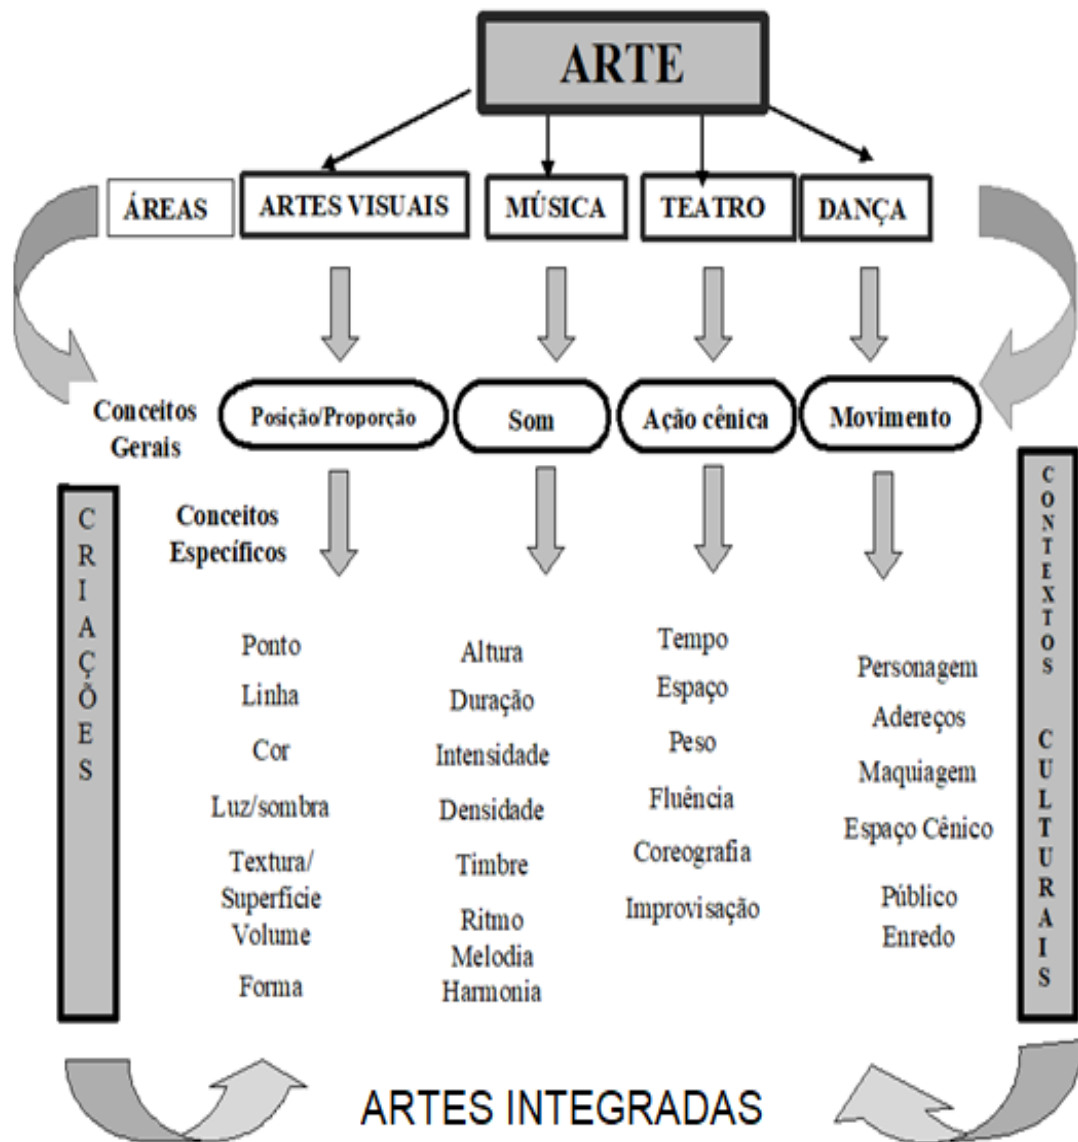 ARTE
ÁREAS
ARTES VISUAIS
MÚSICA
TEATRO
DANÇA
Conceitos
Gerais
Posição/Proporção
Som
Ação cênica
Movimento
CRIAÇÕES
Conceitos
Específicos
Ponto
Linha
Cor
Luz/sombra
Textura/
Superfície
Volume
Forma
Altura
Duração
Intensidade
Densidade
Timbre
Ritmo
Melodia
Harmonia
Tempo
Espaço
Peso
Fluência
Coreografia
Improvisação
Personagem
Adereços
Maquiagem
Espaço Cênico
Público
Enredo
CONTEXTOS CULTURAIS
ARTES INTEGRADAS